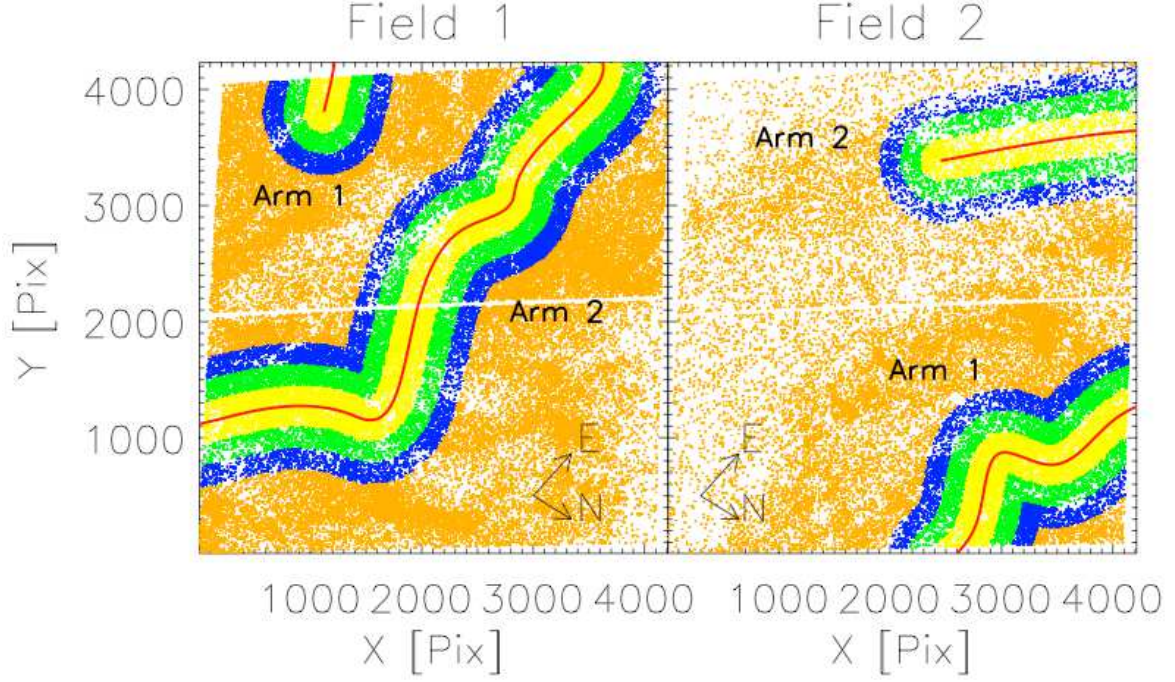 Field 1 Field 2
4000
3000
2000
1000
Y [Pix]
Arm 1
Arm 2
E
N
Arm 2
Arm 1
E
N
1000 2000 3000 4000 1000 2000 3000 4000
X [Pix] X [Pix]